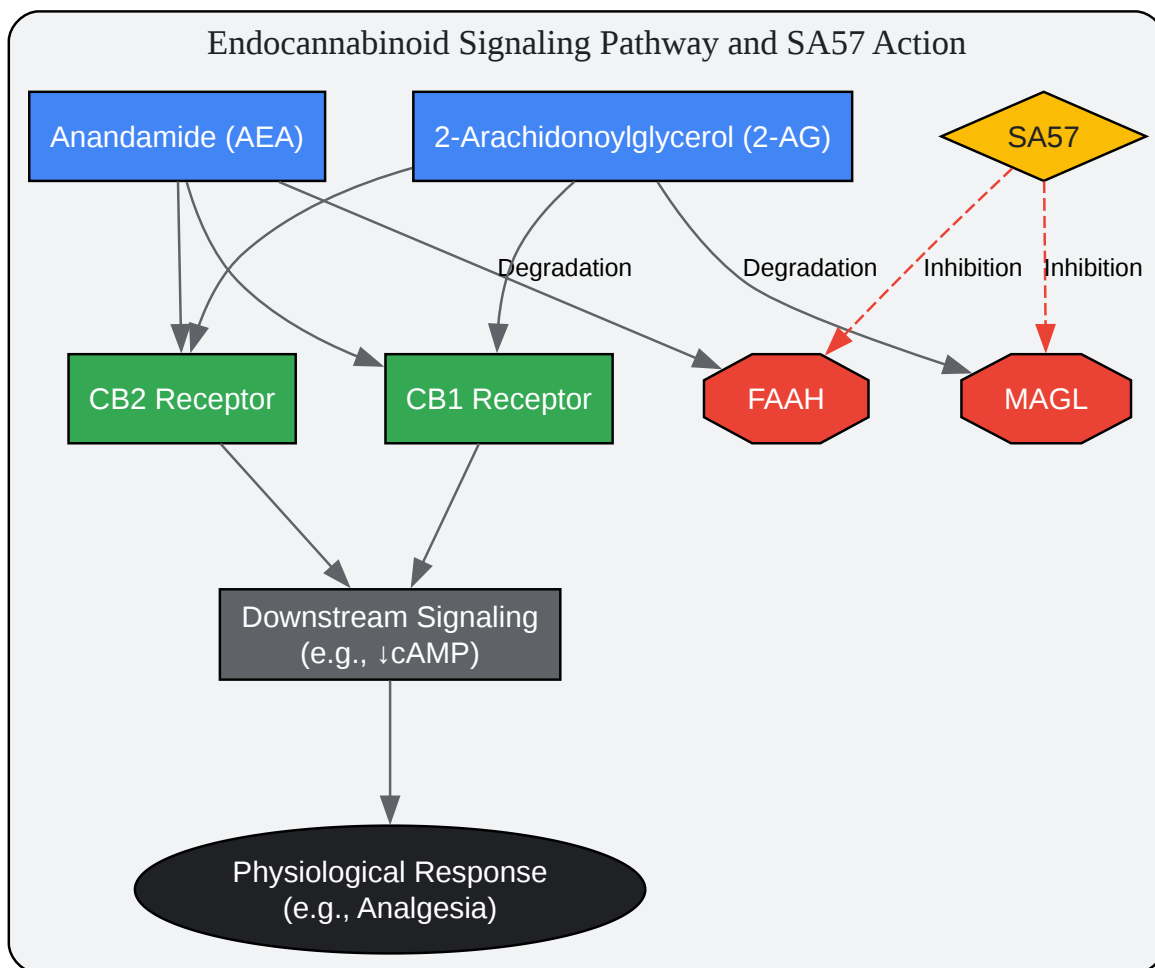 Endocannabinoid Signaling Pathway and SA57 Action
Anandamide (AEA)
2-Arachidonoylglycerol (2-AG)
SA57
Degradation
Degradation
Inhibition
Inhibition
CB2 Receptor
CB1 Receptor
FAAH
MAGL
Downstream Signaling
(e.g., ↓cAMP)
Physiological Response
(e.g., Analgesia)